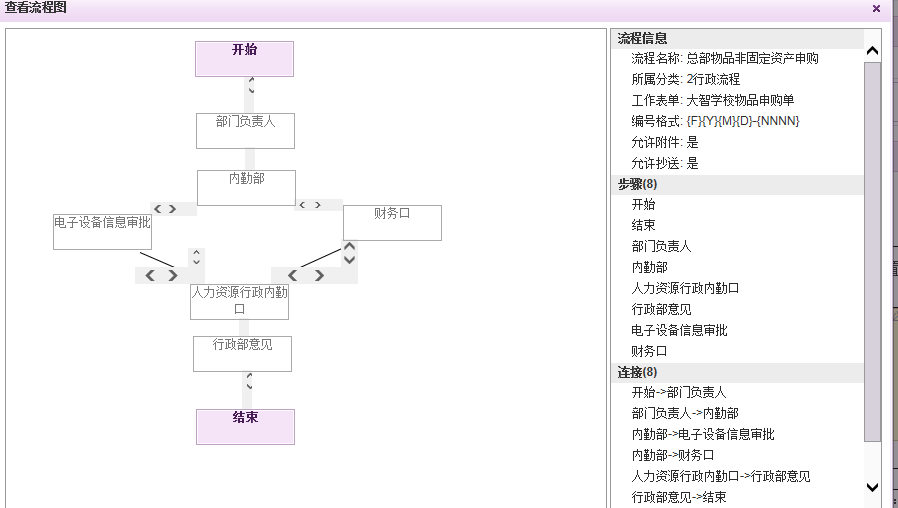 查看流程图
开始
部门负责人
内勤部
电子设备信息审批
财务口
人力资源行政内勤
口
行政部意见
结束
流程信息
流程名称: 总部物品非固定资产申购
所属分类: 2行政流程
工作表单: 大智学校物品申购单
编号格式: {F}{Y}{M}{D}-{NNNN}
允许附件: 是
允许抄送: 是
步骤(8)
开始
结束
部门负责人
内勤部
人力资源行政内勤口
行政部意见
电子设备信息审批
财务口
连接(8)
开始->部门负责人
部门负责人->内勤部
内勤部->电子设备信息审批
内勤部->财务口
人力资源行政内勤口->行政部意见
行政部意见->结束